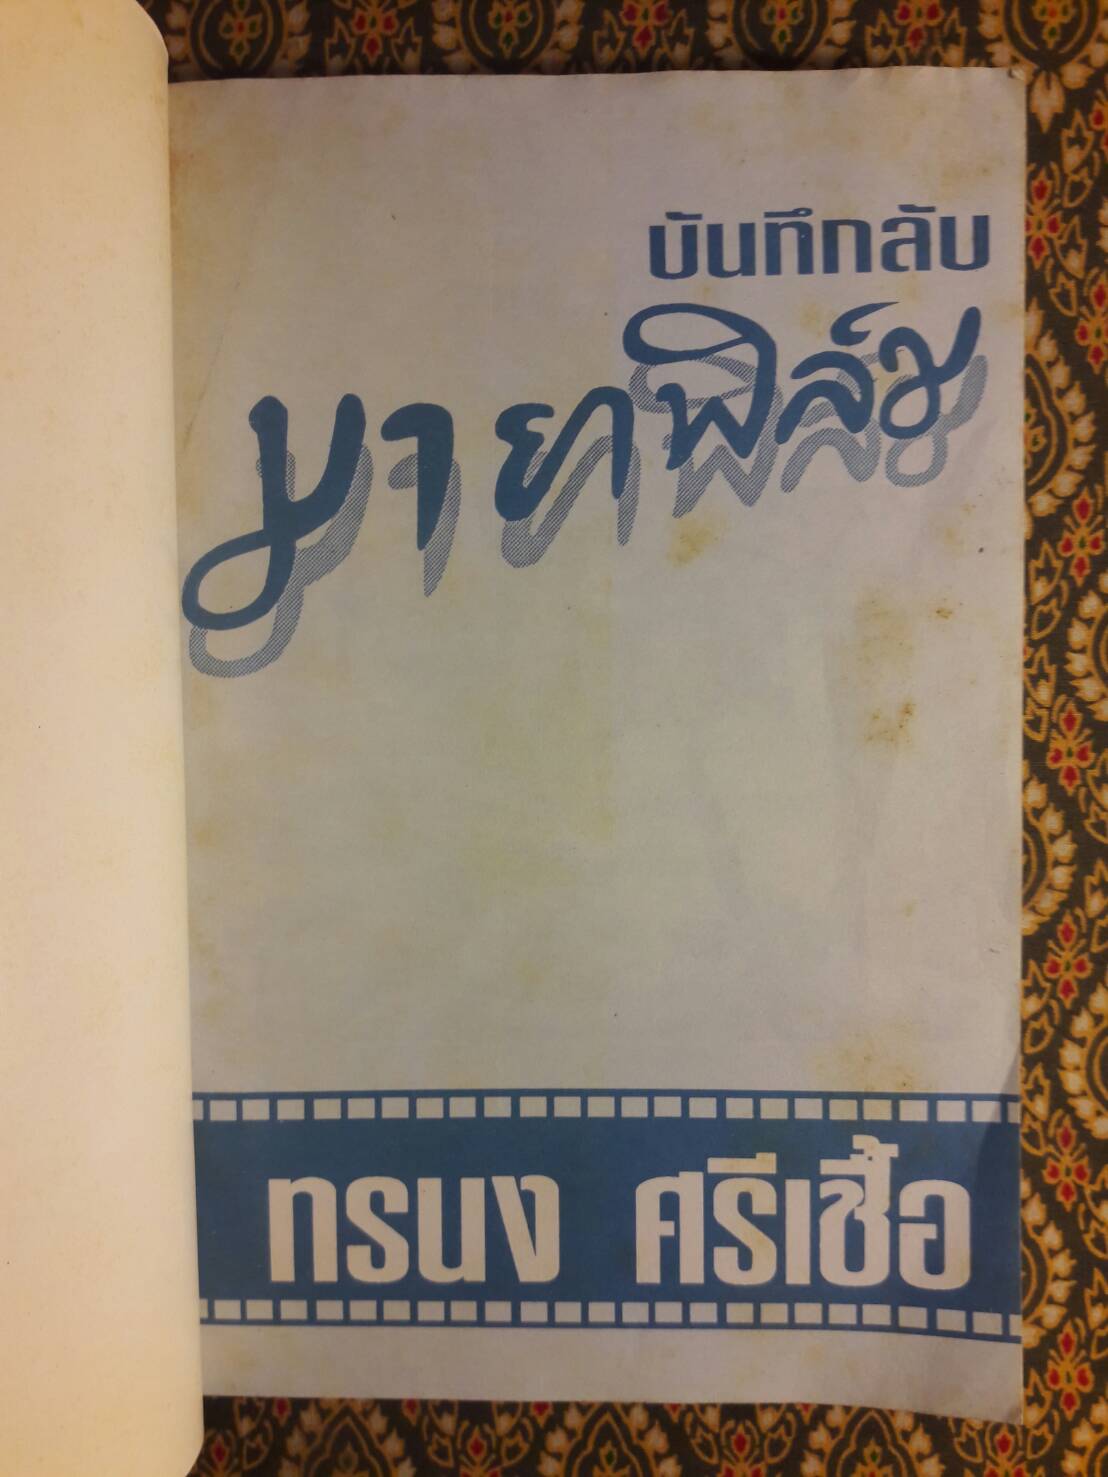 บันทึกลับ
มายาฟิล์ม
ทรนง ศรีเชื้อ